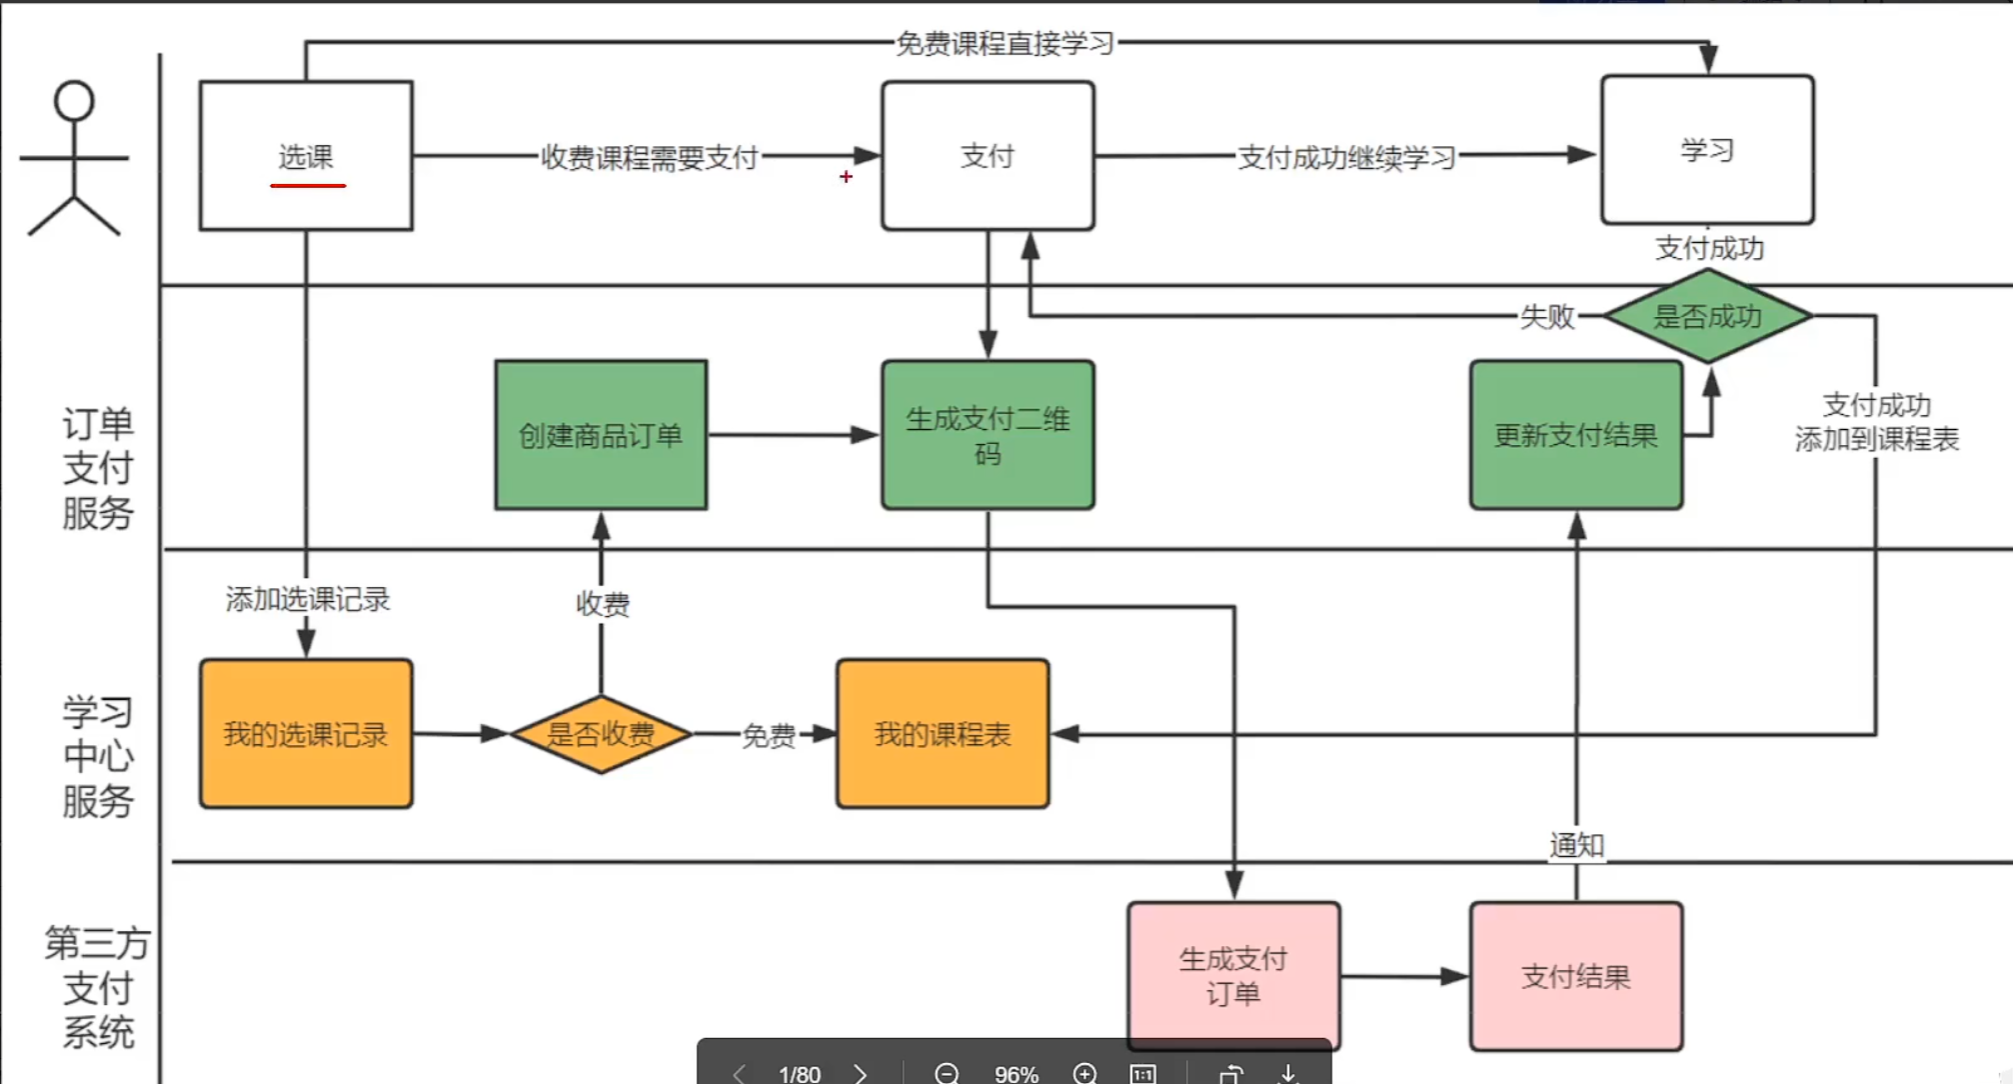 免费课程直接学习
选课
收费课程需要支付
支付
支付成功继续学习
学习
支付成功
失败
是否成功
订单
支付
服务
创建商品订单
生成支付二维
码
更新支付结果
支付成功
添加到课程表
添加选课记录
收费
学习
中心
服务
我的选课记录
是否收费
免费
我的课程表
通知
第三方
支付
系统
生成支付
订单
支付结果
1/80
96%
1:1